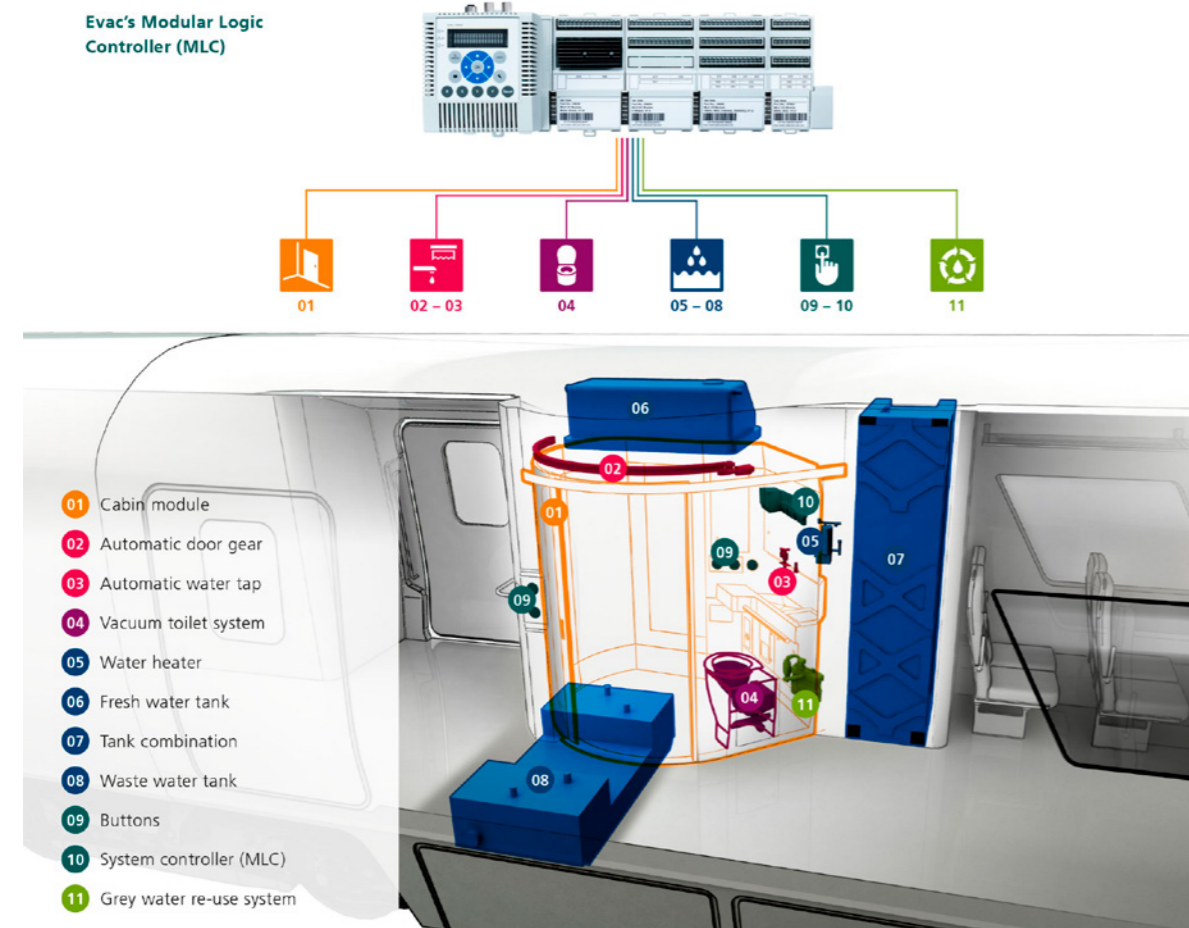 Evac's Modular Logic
Controller (MLC)
01
02 – 03
04
05 – 08
09 – 10
11
06
02
01
10
05
09
07
03
09
04
11
08
01 Cabin module
02 Automatic door gear
03 Automatic water tap
04 Vacuum toilet system
05 Water heater
06 Fresh water tank
07 Tank combination
08 Waste water tank
09 Buttons
10 System controller (MLC)
11 Grey water re-use system